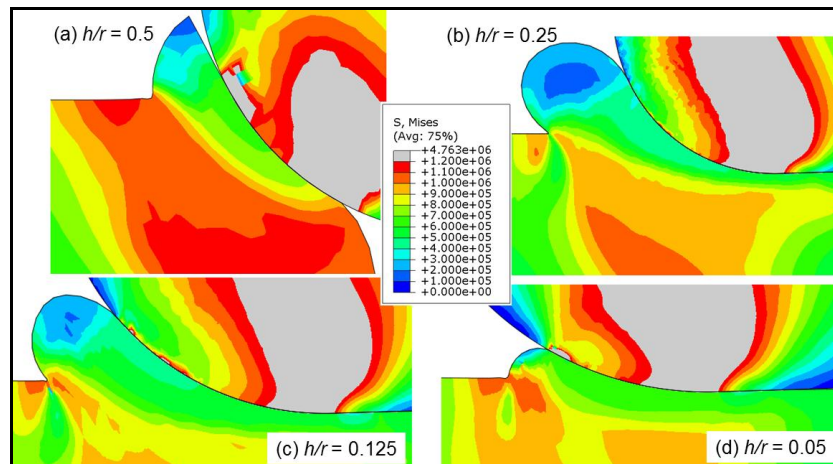 (a) h/r = 0.5
(b) h/r = 0.25
S, Mises
(Avg: 75%)
+4.763e+06
+1.200e+06
+1.100e+06
+1.000e+06
+9.000e+05
+8.000e+05
+7.000e+05
+6.000e+05
+5.000e+05
+4.000e+05
+3.000e+05
+2.000e+05
+1.000e+05
+0.000e+00
(c) h/r = 0.125
(d) h/r = 0.05